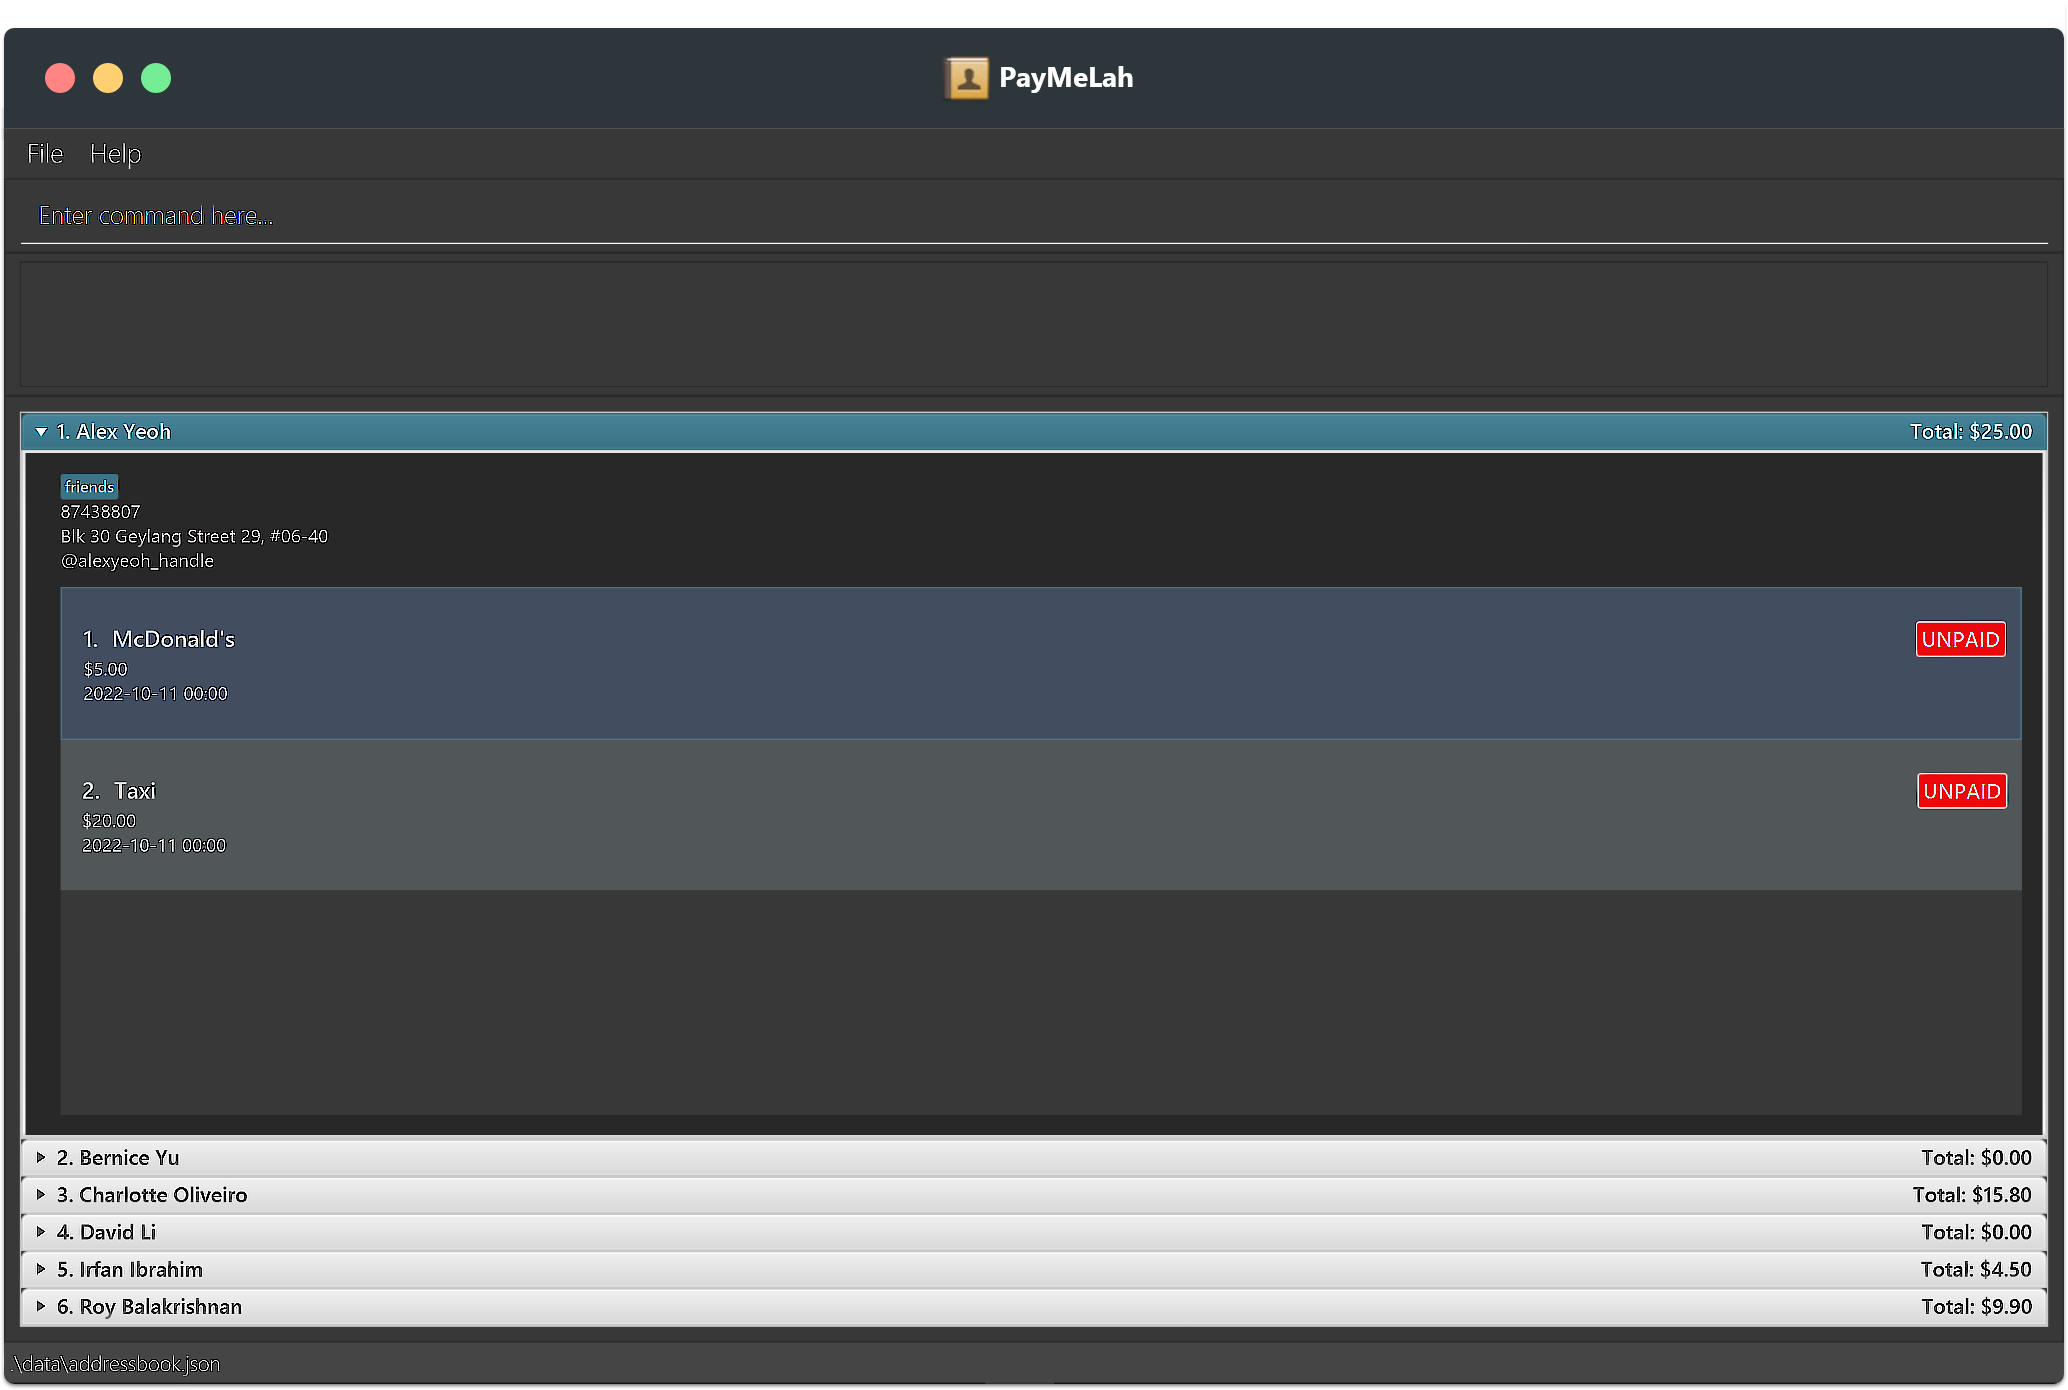 PayMeLah
File Help
Enter command here...
1. Alex Yeoh Total: $25.00
friends
87438807
Blk 30 Geylang Street 29, #06-40
@alexyeoh_handle
1. McDonald's UNPAID
$5.00
2022-10-11 00:00
2. Taxi UNPAID
$20.00
2022-10-11 00:00
2. Bernice Yu Total: $0.00
3. Charlotte Oliveiro Total: $15.80
4. David Li Total: $0.00
5. Irfan Ibrahim Total: $4.50
6. Roy Balakrishnan Total: $9.90
.\data\addressbook.json